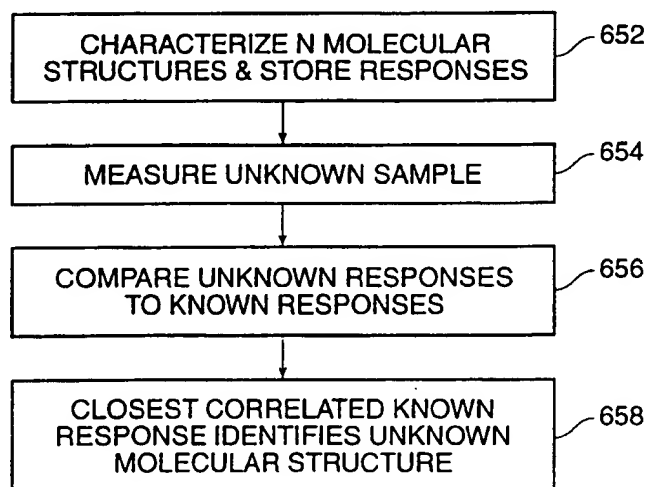 CHARACTERIZE N MOLECULAR
STRUCTURES & STORE RESPONSES
652
MEASURE UNKNOWN SAMPLE
654
COMPARE UNKNOWN RESPONSES
TO KNOWN RESPONSES
656
CLOSEST CORRELATED KNOWN
RESPONSE IDENTIFIES UNKNOWN
MOLECULAR STRUCTURE
658